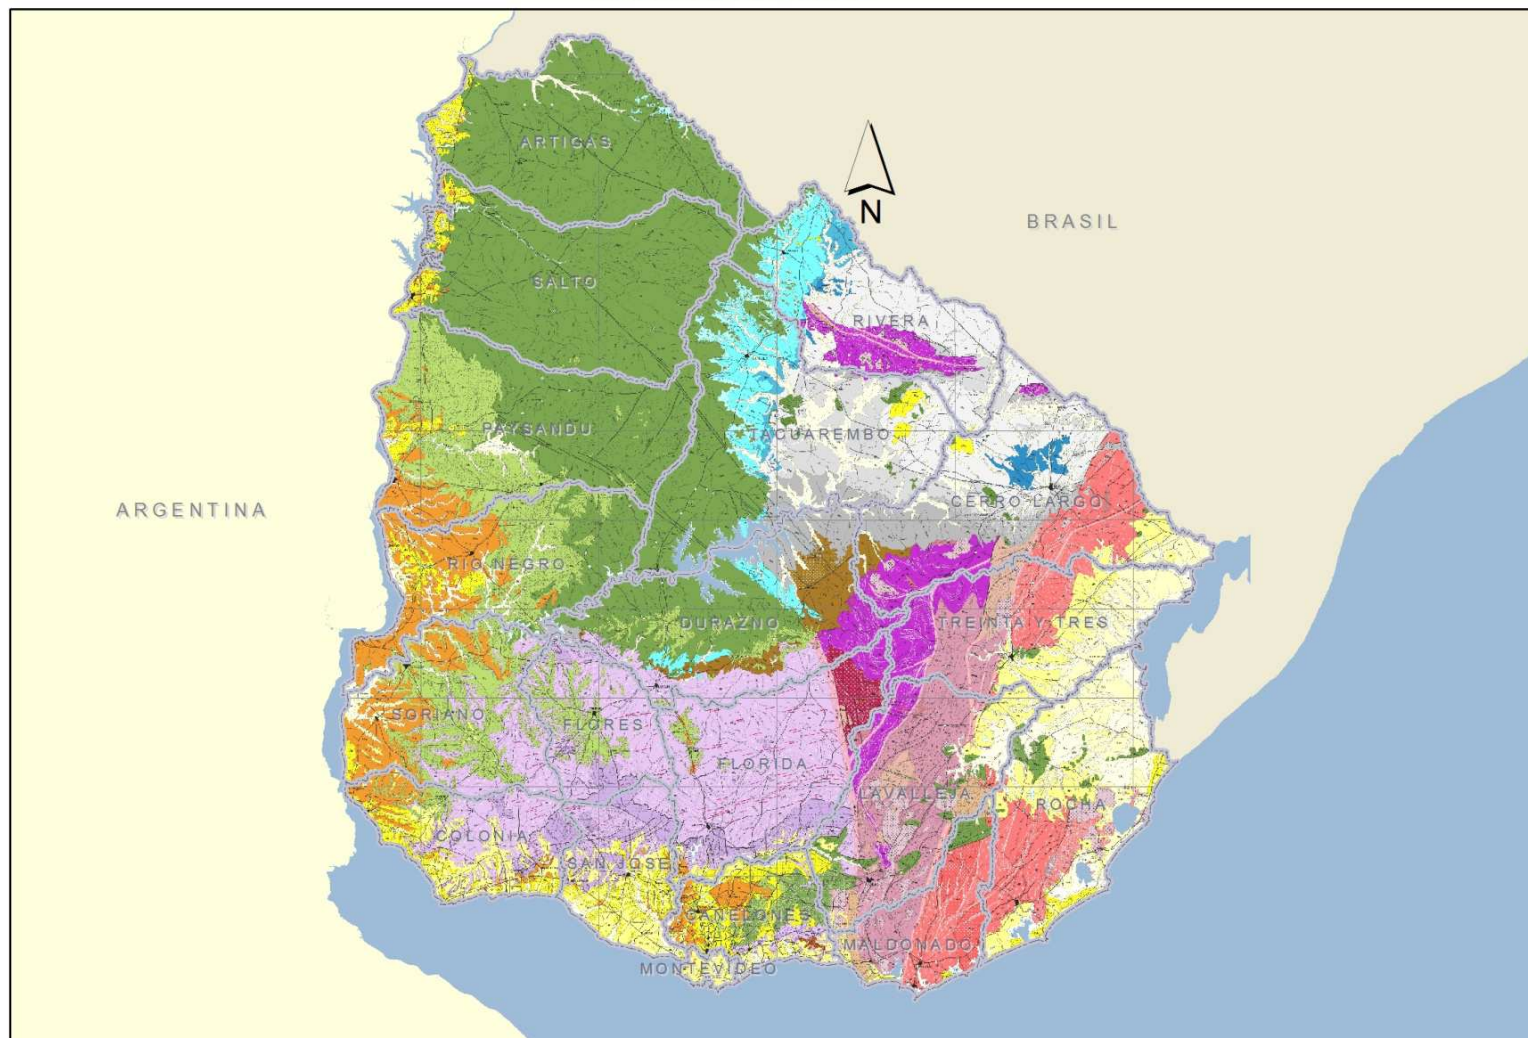 ARTIGAS
N
BRASIL
SALTO
RIVERA
PAYSANDU
TACUAREMBO
CERRO LARGO
ARGENTINA
RIO NEGRO
DURAZNO
TREINTA Y TRES
SORIANO
FLORES
FLORIDA
LAVALLEJA
ROCHA
COLONIA
SAN JOSE
CANELONES
MALDONADO
MONTEVIDEO